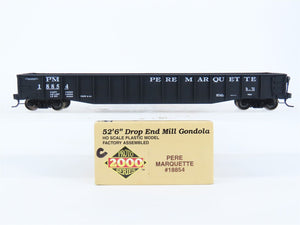 PM
18854
PERE MARQUETTE
52'6" Drop End Mill Gondola
HO SCALE PLASTIC MODEL
FACTORY ASSEMBLED
PROTO
2000
SERIES
PERE
MARQUETTE
#18854